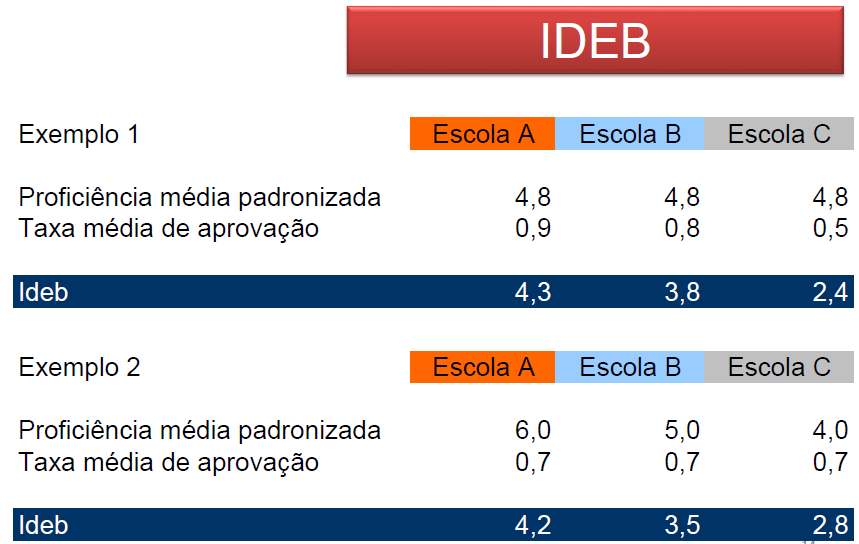 IDEB
Exemplo 1 Escola A Escola B Escola C
Proficiência média padronizada 4,8 4,8 4,8
Taxa média de aprovação 0,9 0,8 0,5
Ideb 4,3 3,8 2,4
Exemplo 2 Escola A Escola B Escola C
Proficiência média padronizada 6,0 5,0 4,0
Taxa média de aprovação 0,7 0,7 0,7
Ideb 4,2 3,5 2,8